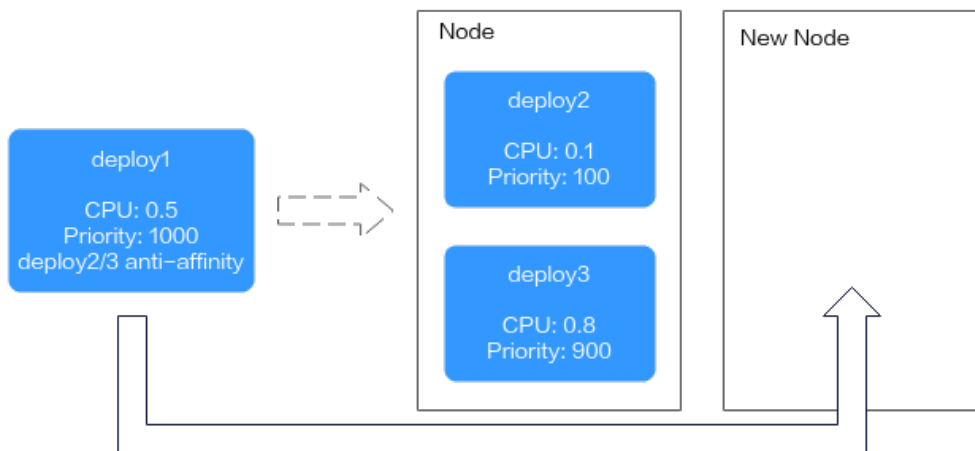 Node
New Node
deploy2
CPU: 0.1
Priority: 100
deploy1
CPU: 0.5
Priority: 1000
deploy2/3 anti-affinity
deploy3
CPU: 0.8
Priority: 900